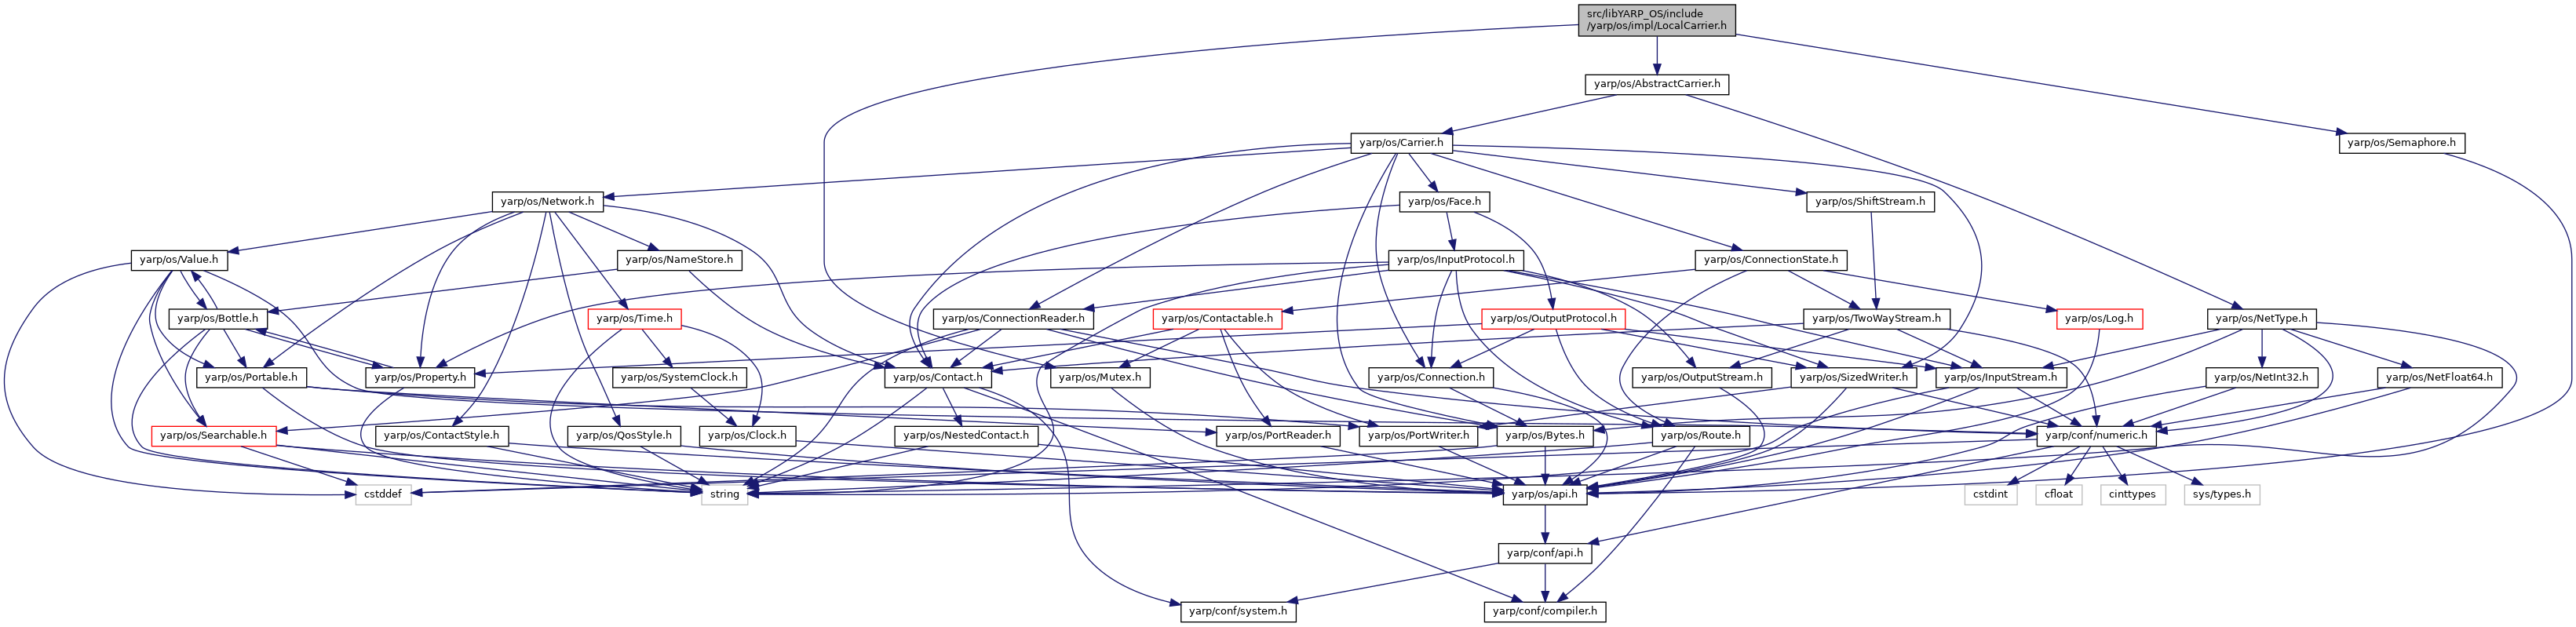 src/libYARP_OS/include
/yarp/os/impl/LocalCarrier.h
yarp/os/AbstractCarrier.h
yarp/os/Carrier.h
yarp/os/Semaphore.h
yarp/os/Network.h
yarp/os/Face.h
yarp/os/ShiftStream.h
yarp/os/Value.h
yarp/os/NameStore.h
yarp/os/InputProtocol.h
yarp/os/ConnectionState.h
yarp/os/Bottle.h
yarp/os/Time.h
yarp/os/ConnectionReader.h
yarp/os/Contactable.h
yarp/os/OutputProtocol.h
yarp/os/TwoWayStream.h
yarp/os/Log.h
yarp/os/NetType.h
yarp/os/Portable.h
yarp/os/Property.h
yarp/os/SystemClock.h
yarp/os/Contact.h
yarp/os/Mutex.h
yarp/os/Connection.h
yarp/os/OutputStream.h
yarp/os/SizedWriter.h
yarp/os/InputStream.h
yarp/os/NetInt32.h
yarp/os/NetFloat64.h
yarp/os/Searchable.h
yarp/os/ContactStyle.h
yarp/os/QosStyle.h
yarp/os/Clock.h
yarp/os/NestedContact.h
yarp/os/PortReader.h
yarp/os/PortWriter.h
yarp/os/Bytes.h
yarp/os/Route.h
yarp/conf/numeric.h
cstddef
string
yarp/os/api.h
cstdint
cfloat
cinttypes
sys/types.h
yarp/conf/api.h
yarp/conf/system.h
yarp/conf/compiler.h